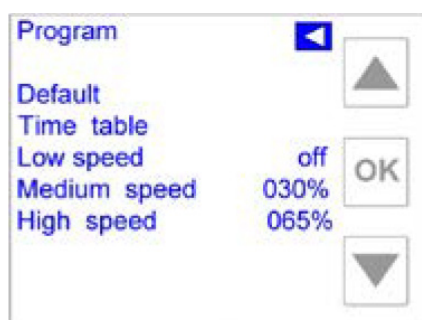 Program
Default
Time table
Low speed off
Medium speed 030%
High speed 065%
OK